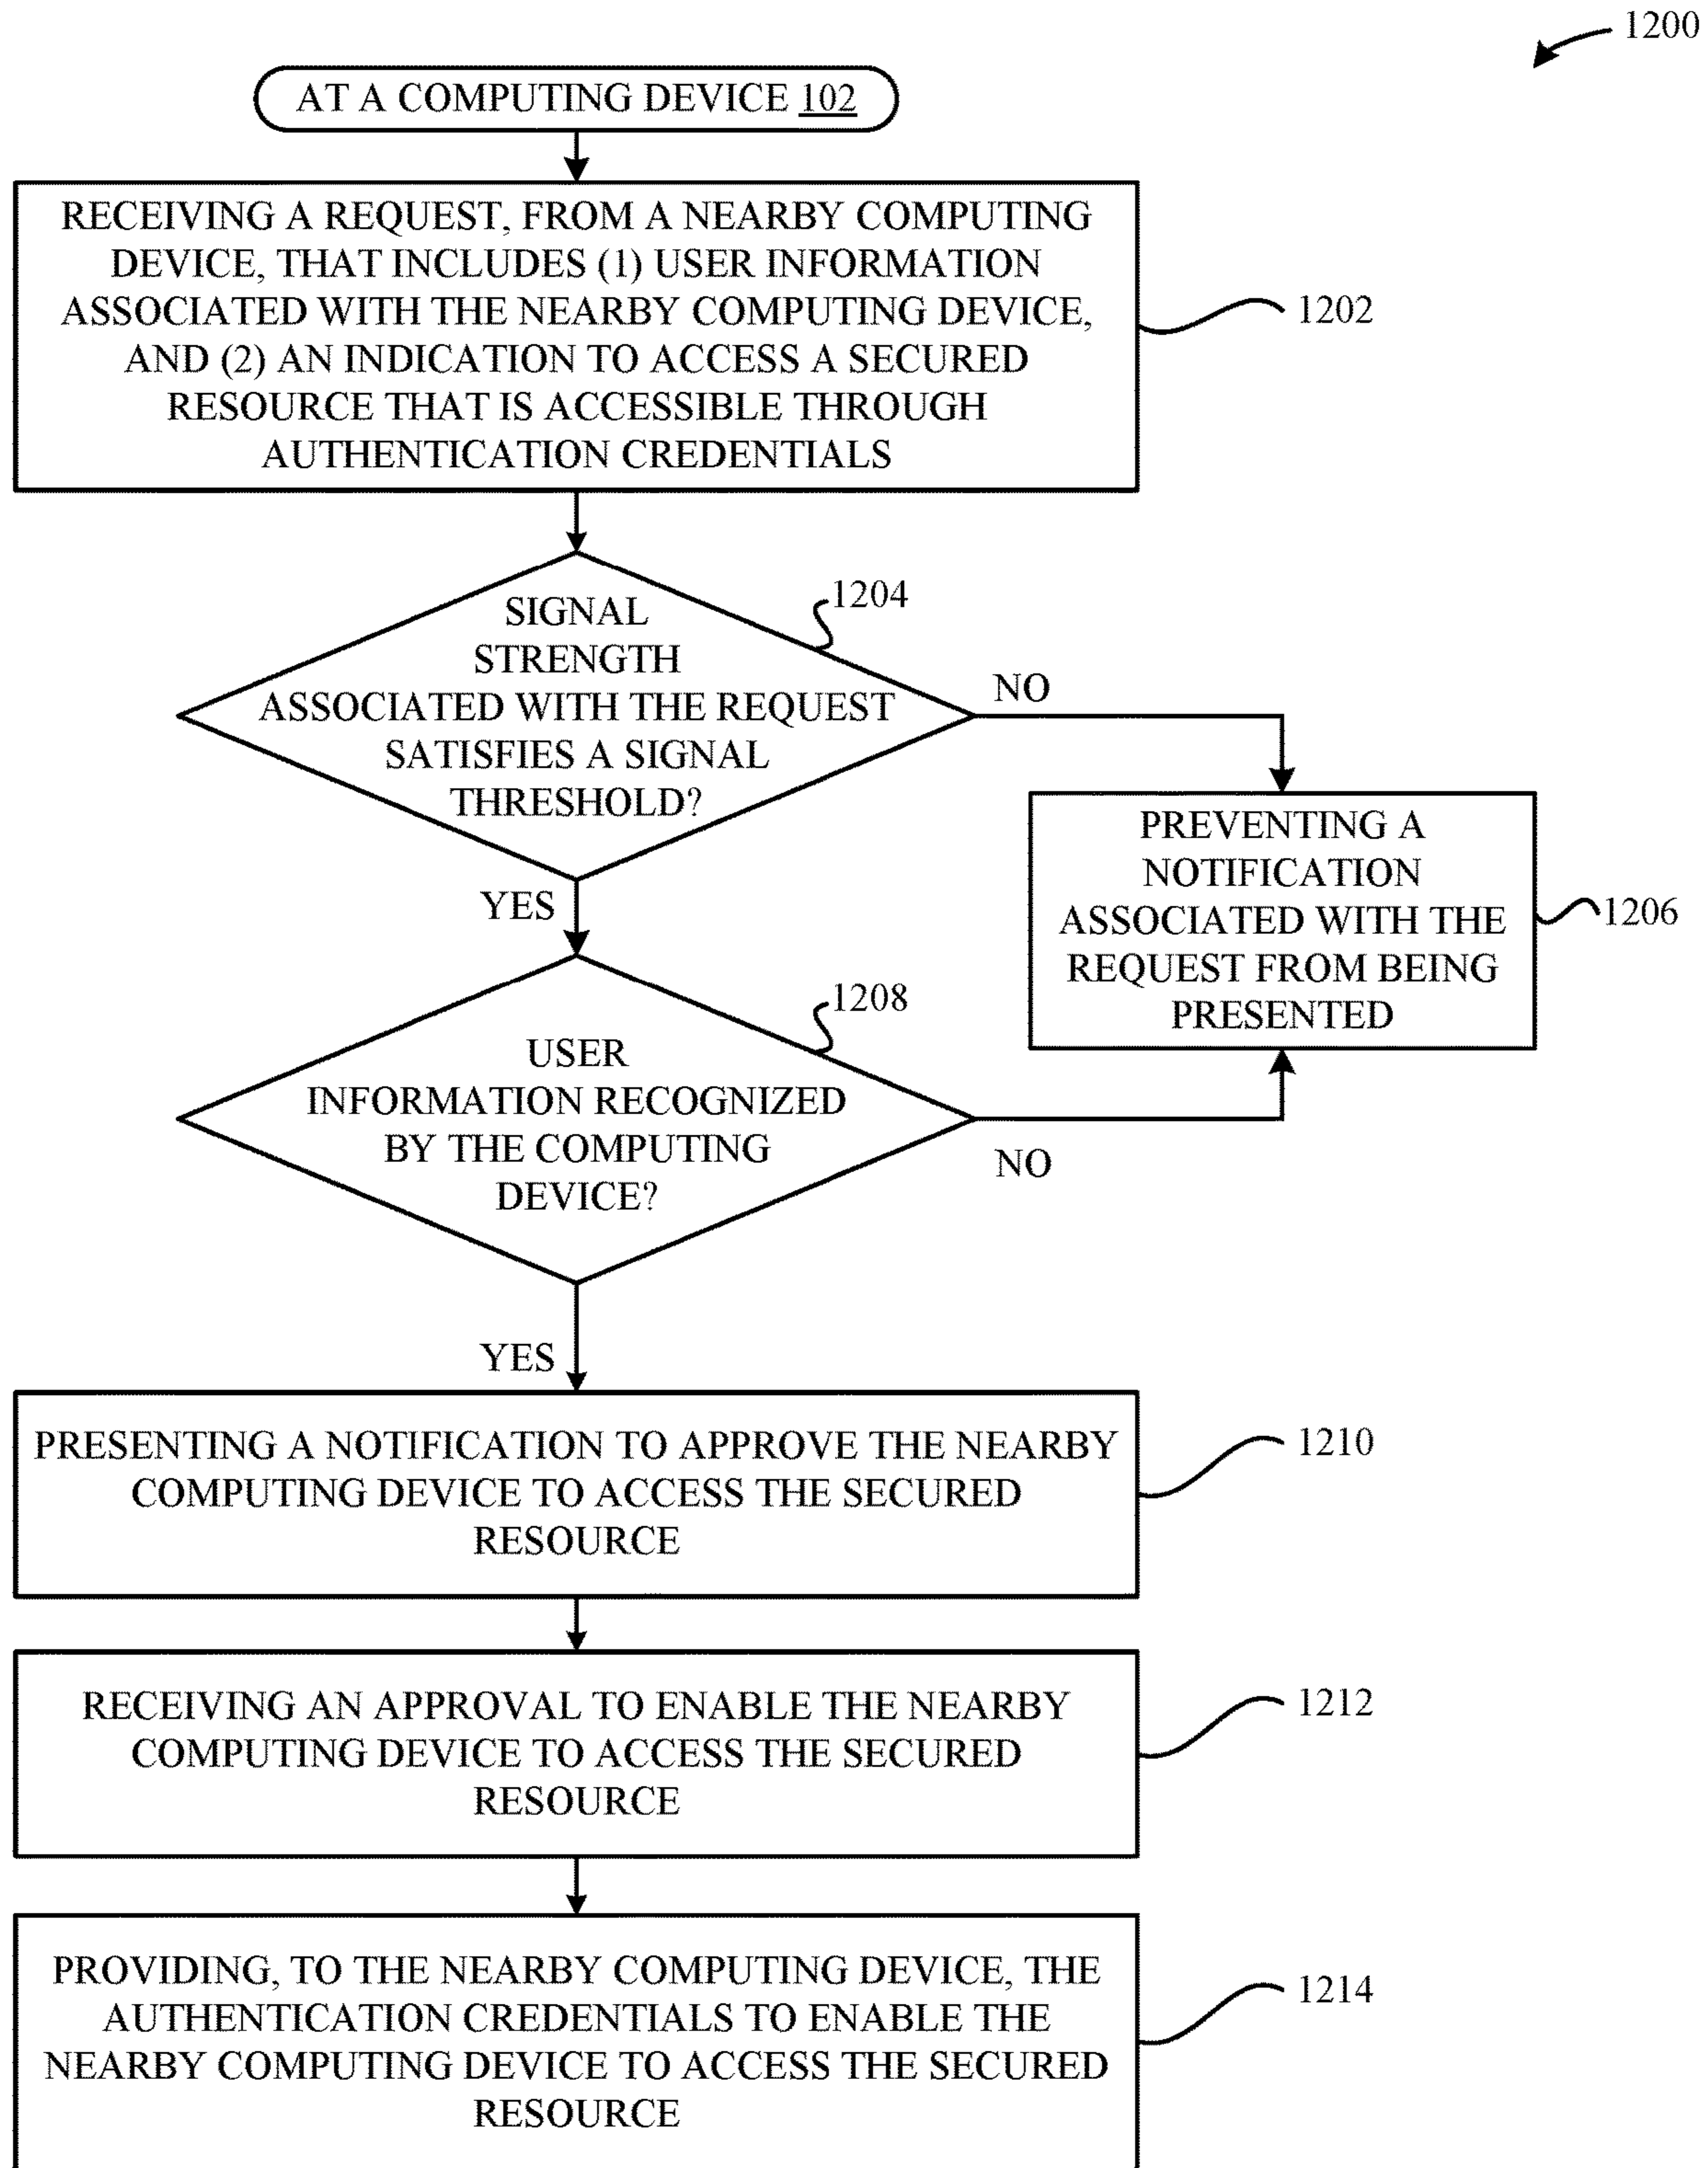 1200
AT A COMPUTING DEVICE 102
RECEIVING A REQUEST, FROM A NEARBY COMPUTING
DEVICE, THAT INCLUDES (1) USER INFORMATION
ASSOCIATED WITH THE NEARBY COMPUTING DEVICE,
AND (2) AN INDICATION TO ACCESS A SECURED
RESOURCE THAT IS ACCESSIBLE THROUGH
AUTHENTICATION CREDENTIALS
1202
SIGNAL
STRENGTH
ASSOCIATED WITH THE REQUEST
SATISFIES A SIGNAL
THRESHOLD?
1204
NO
YES
PREVENTING A
NOTIFICATION
ASSOCIATED WITH THE
REQUEST FROM BEING
PRESENTED
1206
USER
INFORMATION RECOGNIZED
BY THE COMPUTING
DEVICE?
1208
NO
YES
PRESENTING A NOTIFICATION TO APPROVE THE NEARBY
COMPUTING DEVICE TO ACCESS THE SECURED
RESOURCE
1210
RECEIVING AN APPROVAL TO ENABLE THE NEARBY
COMPUTING DEVICE TO ACCESS THE SECURED
RESOURCE
1212
PROVIDING, TO THE NEARBY COMPUTING DEVICE, THE
AUTHENTICATION CREDENTIALS TO ENABLE THE
NEARBY COMPUTING DEVICE TO ACCESS THE SECURED
RESOURCE
1214